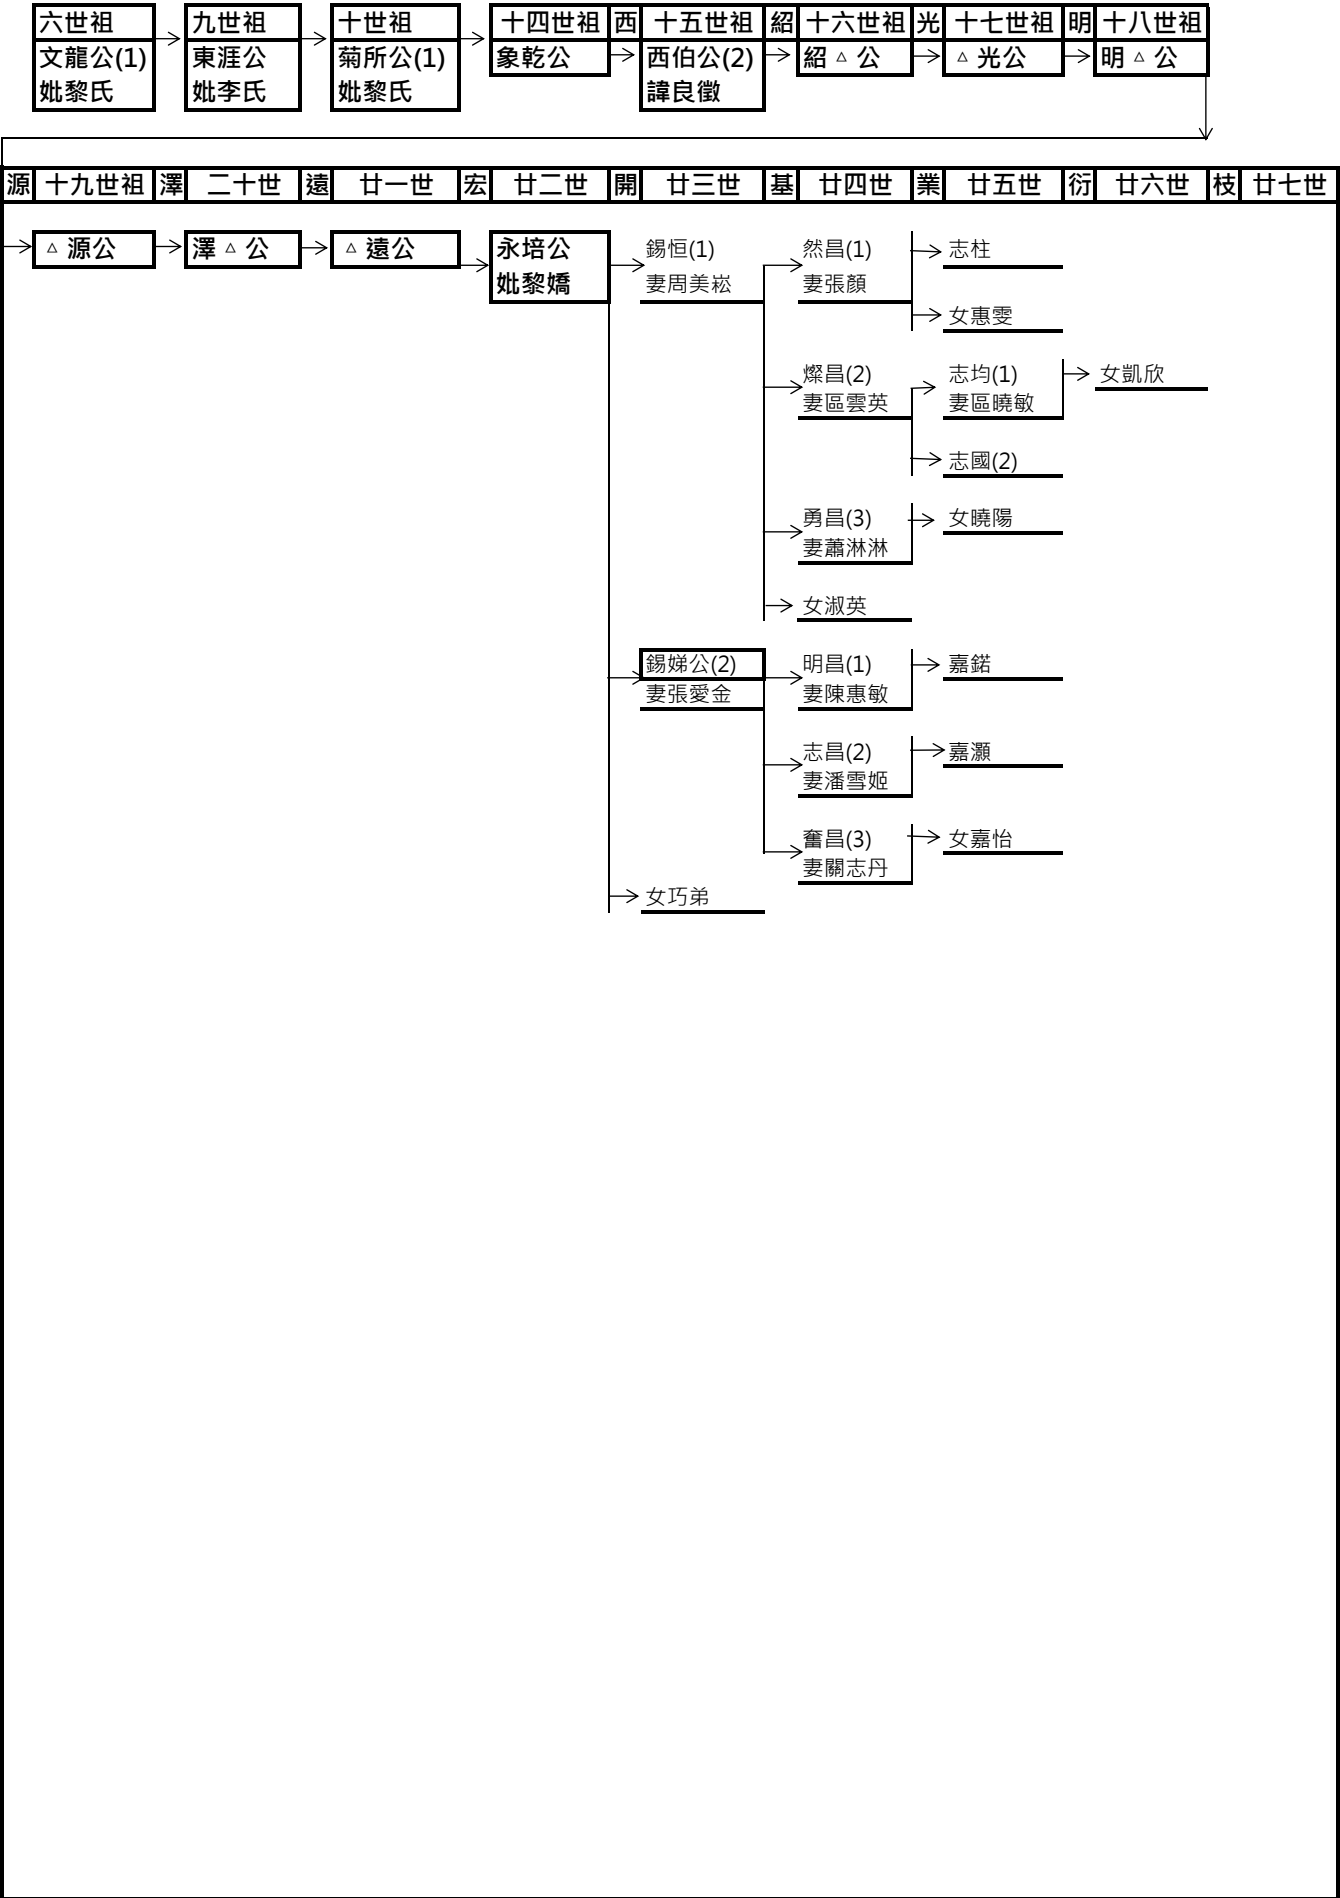 六世祖 九世祖 十世祖 十四世祖 西 十五世祖 紹 十六世祖 光 十七世祖 明 十八世祖
文龍公(1) 東涯公 菊所公(1) 象乾公 西伯公(2) 紹 △ 公 △ 光公 明 △ 公
妣黎氏 妣李氏 妣黎氏 諱良徵
源 十九世祖 澤 二十世 遠 廿一世 宏 廿二世 開 廿三世 基 廿四世 業 廿五世 衍 廿六世 枝 廿七世
△ 源公 澤 △ 公 △ 遠公 永培公 錫恒(1) 然昌(1) 志柱
妣黎嬌 妻周美崧 妻張顏
女惠雯
燦昌(2) 志均(1) 女凱欣
妻區雲英 妻區曉敏
志國(2)
勇昌(3) 女曉陽
妻蕭淋淋
女淑英
錫娣公(2) 明昌(1) 嘉鍩
妻張愛金 妻陳惠敏
志昌(2) 嘉灝
妻潘雪姬
奮昌(3) 女嘉怡
妻關志丹
女巧弟